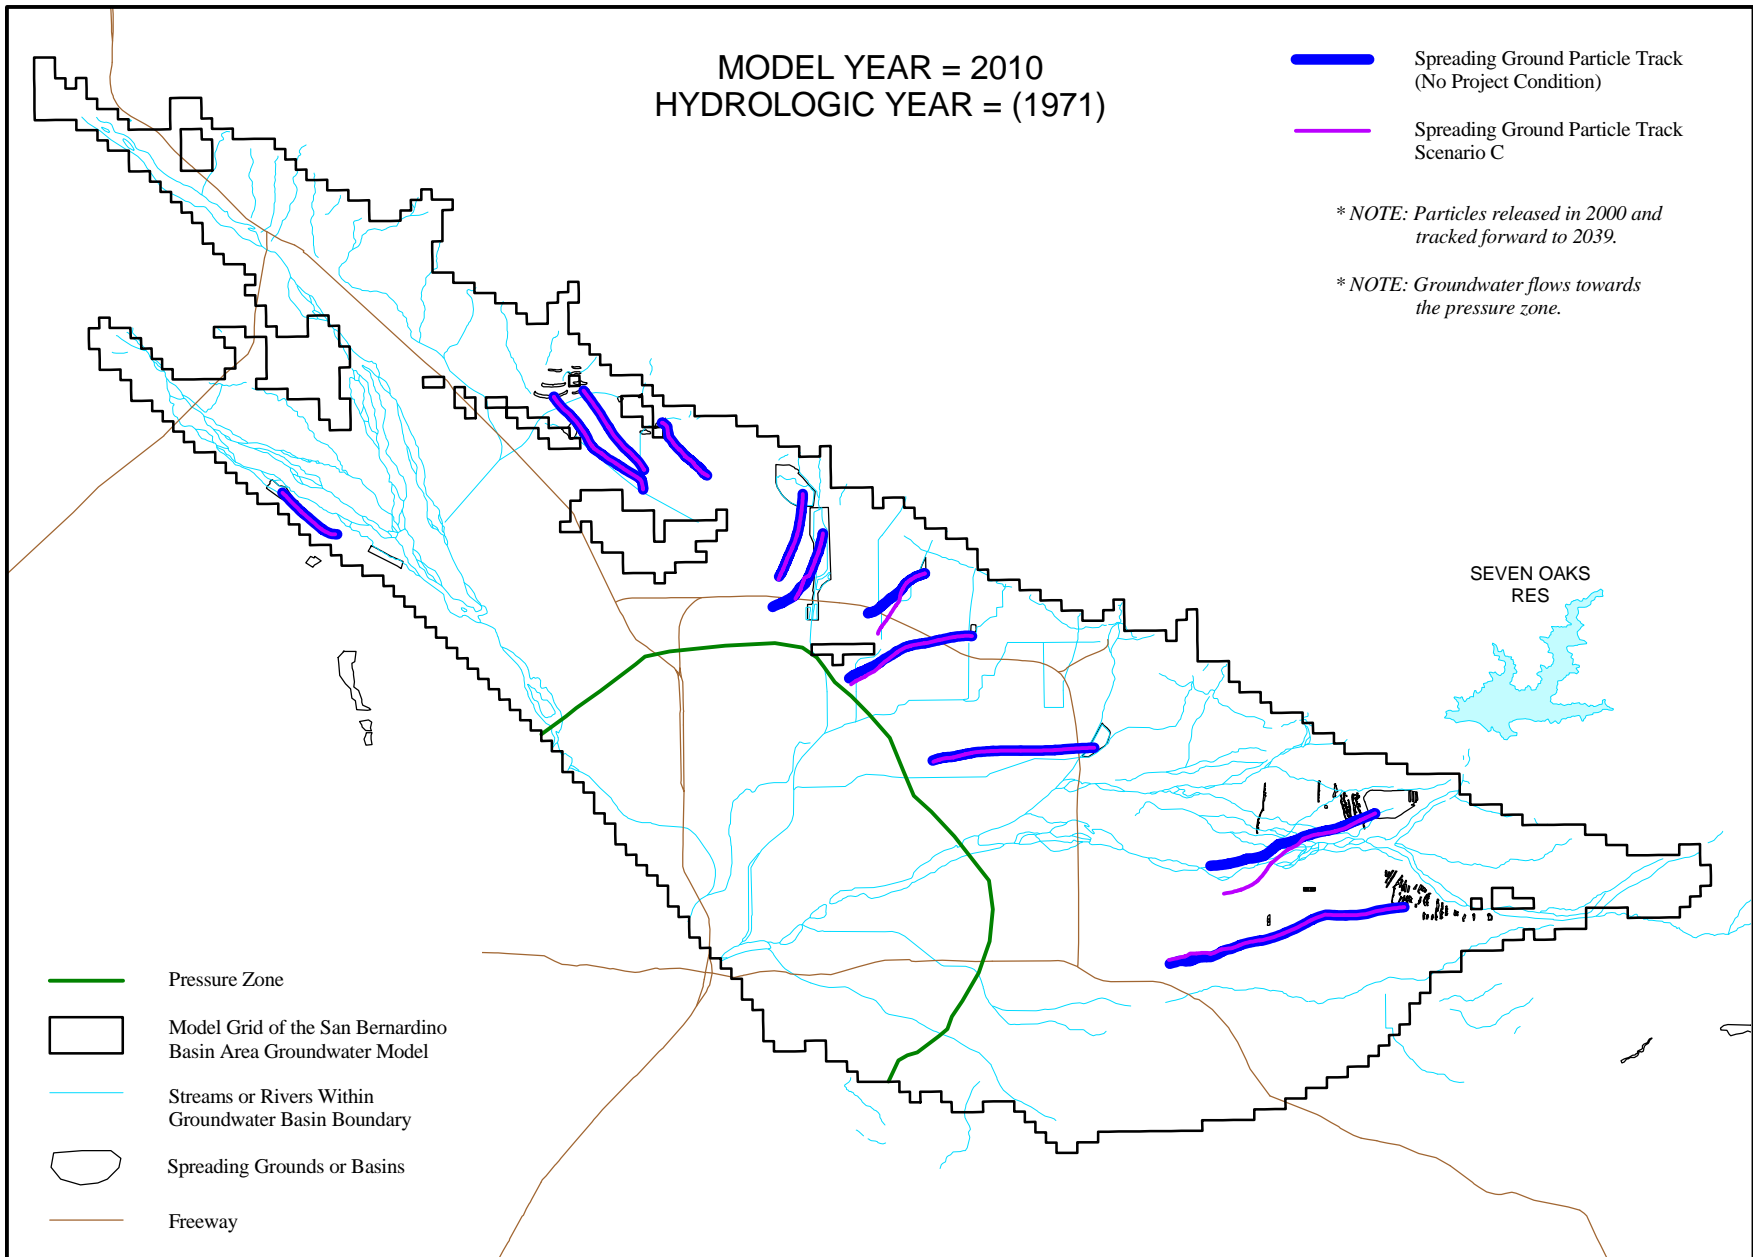 MODEL YEAR = 2010
HYDROLOGIC YEAR = (1971)
Spreading Ground Particle Track
(No Project Condition)
Spreading Ground Particle Track
Scenario C
* NOTE: Particles released in 2000 and
tracked forward to 2039.
* NOTE: Groundwater flows towards
the pressure zone.
SEVEN OAKS
RES
Pressure Zone
Model Grid of the San Bernardino
Basin Area Groundwater Model
Streams or Rivers Within
Groundwater Basin Boundary
Spreading Grounds or Basins
Freeway